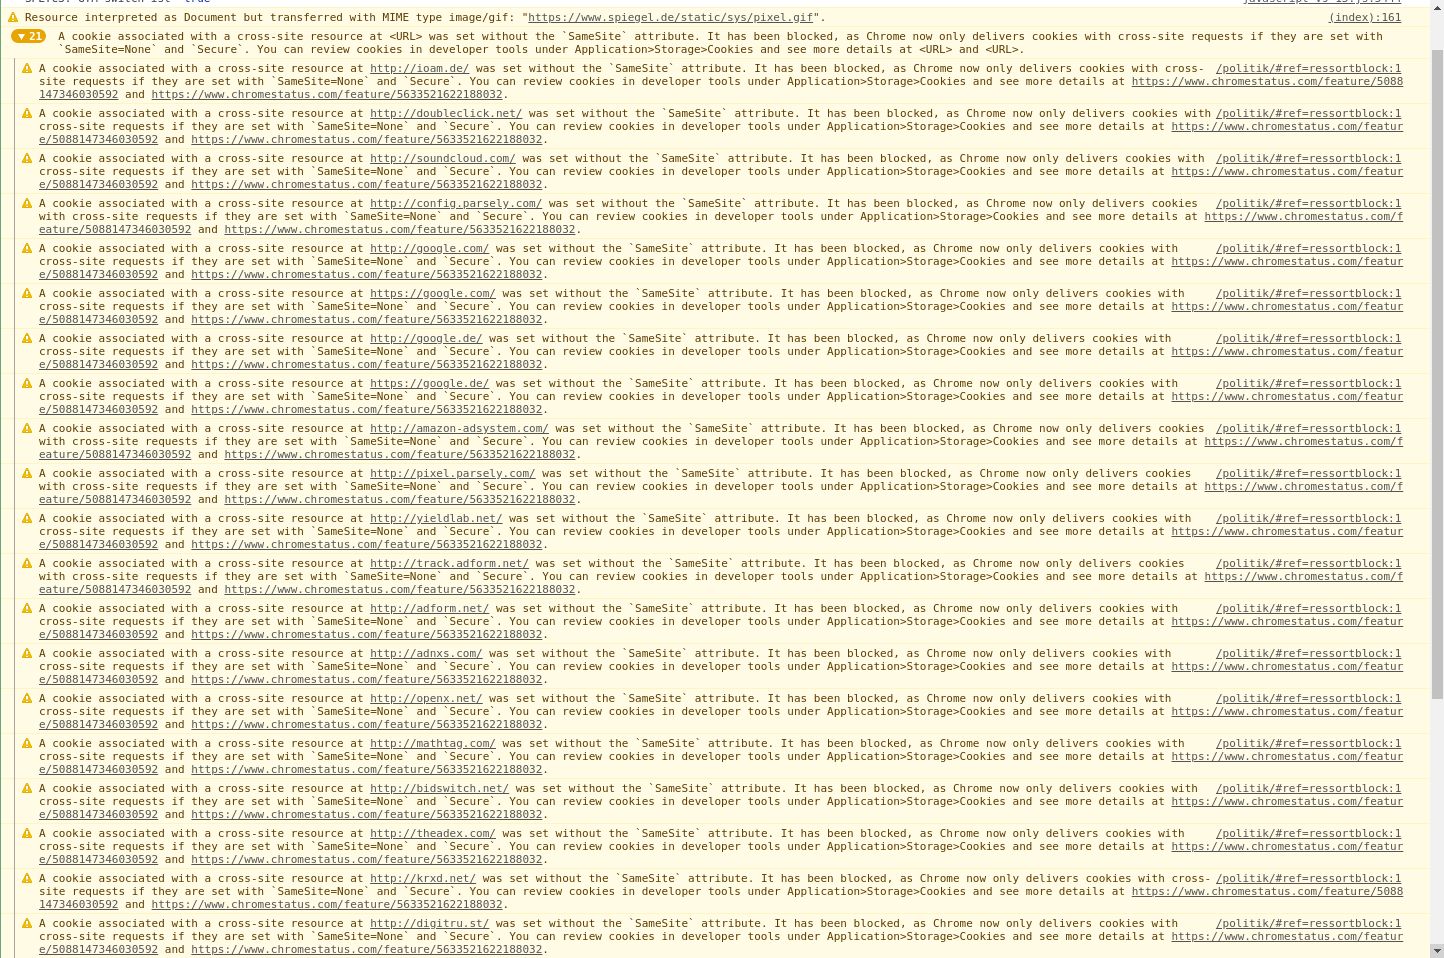 Resource interpreted as Document but transferred with MIME type image/gif: "https://www.spiegel.de/static/sys/pixel.gif". (index):161
21 A cookie associated with a cross-site resource at <URL> was set without the `SameSite` attribute. It has been blocked, as Chrome now only delivers cookies with cross-site requests if they are set with
`SameSite=None` and `Secure`. You can review cookies in developer tools under Application>Storage>Cookies and see more details at <URL> and <URL>.
A cookie associated with a cross-site resource at http://ioam.de/ was set without the `SameSite` attribute. It has been blocked, as Chrome now only delivers cookies with cross- /politik/#ref=ressortblock:1
site requests if they are set with `SameSite=None` and `Secure`. You can review cookies in developer tools under Application>Storage>Cookies and see more details at https://www.chromestatus.com/feature/5088
147346030592 and https://www.chromestatus.com/feature/5633521622188032.
A cookie associated with a cross-site resource at http://doubleclick.net/ was set without the `SameSite` attribute. It has been blocked, as Chrome now only delivers cookies with /politik/#ref=ressortblock:1
cross-site requests if they are set with `SameSite=None` and `Secure`. You can review cookies in developer tools under Application>Storage>Cookies and see more details at https://www.chromestatus.com/featur
e/5088147346030592 and https://www.chromestatus.com/feature/5633521622188032.
A cookie associated with a cross-site resource at http://soundcloud.com/ was set without the `SameSite` attribute. It has been blocked, as Chrome now only delivers cookies with /politik/#ref=ressortblock:1
cross-site requests if they are set with `SameSite=None` and `Secure`. You can review cookies in developer tools under Application>Storage>Cookies and see more details at https://www.chromestatus.com/featur
e/5088147346030592 and https://www.chromestatus.com/feature/5633521622188032.
A cookie associated with a cross-site resource at http://config.parsely.com/ was set without the `SameSite` attribute. It has been blocked, as Chrome now only delivers cookies /politik/#ref=ressortblock:1
with cross-site requests if they are set with `SameSite=None` and `Secure`. You can review cookies in developer tools under Application>Storage>Cookies and see more details at https://www.chromestatus.com/f
eature/5088147346030592 and https://www.chromestatus.com/feature/5633521622188032.
A cookie associated with a cross-site resource at http://google.com/ was set without the `SameSite` attribute. It has been blocked, as Chrome now only delivers cookies with /politik/#ref=ressortblock:1
cross-site requests if they are set with `SameSite=None` and `Secure`. You can review cookies in developer tools under Application>Storage>Cookies and see more details at https://www.chromestatus.com/featur
e/5088147346030592 and https://www.chromestatus.com/feature/5633521622188032.
A cookie associated with a cross-site resource at https://google.com/ was set without the `SameSite` attribute. It has been blocked, as Chrome now only delivers cookies with /politik/#ref=ressortblock:1
cross-site requests if they are set with `SameSite=None` and `Secure`. You can review cookies in developer tools under Application>Storage>Cookies and see more details at https://www.chromestatus.com/featur
e/5088147346030592 and https://www.chromestatus.com/feature/5633521622188032.
A cookie associated with a cross-site resource at http://google.de/ was set without the `SameSite` attribute. It has been blocked, as Chrome now only delivers cookies with /politik/#ref=ressortblock:1
cross-site requests if they are set with `SameSite=None` and `Secure`. You can review cookies in developer tools under Application>Storage>Cookies and see more details at https://www.chromestatus.com/featur
e/5088147346030592 and https://www.chromestatus.com/feature/5633521622188032.
A cookie associated with a cross-site resource at https://google.de/ was set without the `SameSite` attribute. It has been blocked, as Chrome now only delivers cookies with /politik/#ref=ressortblock:1
cross-site requests if they are set with `SameSite=None` and `Secure`. You can review cookies in developer tools under Application>Storage>Cookies and see more details at https://www.chromestatus.com/featur
e/5088147346030592 and https://www.chromestatus.com/feature/5633521622188032.
A cookie associated with a cross-site resource at http://amazon-adsystem.com/ was set without the `SameSite` attribute. It has been blocked, as Chrome now only delivers cookies /politik/#ref=ressortblock:1
with cross-site requests if they are set with `SameSite=None` and `Secure`. You can review cookies in developer tools under Application>Storage>Cookies and see more details at https://www.chromestatus.com/f
eature/5088147346030592 and https://www.chromestatus.com/feature/5633521622188032.
A cookie associated with a cross-site resource at http://pixel.parsely.com/ was set without the `SameSite` attribute. It has been blocked, as Chrome now only delivers cookies /politik/#ref=ressortblock:1
with cross-site requests if they are set with `SameSite=None` and `Secure`. You can review cookies in developer tools under Application>Storage>Cookies and see more details at https://www.chromestatus.com/f
eature/5088147346030592 and https://www.chromestatus.com/feature/5633521622188032.
A cookie associated with a cross-site resource at http://yieldlab.net/ was set without the `SameSite` attribute. It has been blocked, as Chrome now only delivers cookies with /politik/#ref=ressortblock:1
cross-site requests if they are set with `SameSite=None` and `Secure`. You can review cookies in developer tools under Application>Storage>Cookies and see more details at https://www.chromestatus.com/featur
e/5088147346030592 and https://www.chromestatus.com/feature/5633521622188032.
A cookie associated with a cross-site resource at http://track.adform.net/ was set without the `SameSite` attribute. It has been blocked, as Chrome now only delivers cookies /politik/#ref=ressortblock:1
with cross-site requests if they are set with `SameSite=None` and `Secure`. You can review cookies in developer tools under Application>Storage>Cookies and see more details at https://www.chromestatus.com/f
eature/5088147346030592 and https://www.chromestatus.com/feature/5633521622188032.
A cookie associated with a cross-site resource at http://adform.net/ was set without the `SameSite` attribute. It has been blocked, as Chrome now only delivers cookies with /politik/#ref=ressortblock:1
cross-site requests if they are set with `SameSite=None` and `Secure`. You can review cookies in developer tools under Application>Storage>Cookies and see more details at https://www.chromestatus.com/featur
e/5088147346030592 and https://www.chromestatus.com/feature/5633521622188032.
A cookie associated with a cross-site resource at http://adnxs.com/ was set without the `SameSite` attribute. It has been blocked, as Chrome now only delivers cookies with /politik/#ref=ressortblock:1
cross-site requests if they are set with `SameSite=None` and `Secure`. You can review cookies in developer tools under Application>Storage>Cookies and see more details at https://www.chromestatus.com/featur
e/5088147346030592 and https://www.chromestatus.com/feature/5633521622188032.
A cookie associated with a cross-site resource at http://openx.net/ was set without the `SameSite` attribute. It has been blocked, as Chrome now only delivers cookies with /politik/#ref=ressortblock:1
cross-site requests if they are set with `SameSite=None` and `Secure`. You can review cookies in developer tools under Application>Storage>Cookies and see more details at https://www.chromestatus.com/featur
e/5088147346030592 and https://www.chromestatus.com/feature/5633521622188032.
A cookie associated with a cross-site resource at http://mathtag.com/ was set without the `SameSite` attribute. It has been blocked, as Chrome now only delivers cookies with /politik/#ref=ressortblock:1
cross-site requests if they are set with `SameSite=None` and `Secure`. You can review cookies in developer tools under Application>Storage>Cookies and see more details at https://www.chromestatus.com/featur
e/5088147346030592 and https://www.chromestatus.com/feature/5633521622188032.
A cookie associated with a cross-site resource at http://bidswitch.net/ was set without the `SameSite` attribute. It has been blocked, as Chrome now only delivers cookies with /politik/#ref=ressortblock:1
cross-site requests if they are set with `SameSite=None` and `Secure`. You can review cookies in developer tools under Application>Storage>Cookies and see more details at https://www.chromestatus.com/featur
e/5088147346030592 and https://www.chromestatus.com/feature/5633521622188032.
A cookie associated with a cross-site resource at http://theadex.com/ was set without the `SameSite` attribute. It has been blocked, as Chrome now only delivers cookies with /politik/#ref=ressortblock:1
cross-site requests if they are set with `SameSite=None` and `Secure`. You can review cookies in developer tools under Application>Storage>Cookies and see more details at https://www.chromestatus.com/featur
e/5088147346030592 and https://www.chromestatus.com/feature/5633521622188032.
A cookie associated with a cross-site resource at http://krxd.net/ was set without the `SameSite` attribute. It has been blocked, as Chrome now only delivers cookies with cross- /politik/#ref=ressortblock:1
site requests if they are set with `SameSite=None` and `Secure`. You can review cookies in developer tools under Application>Storage>Cookies and see more details at https://www.chromestatus.com/feature/5088
147346030592 and https://www.chromestatus.com/feature/5633521622188032.
A cookie associated with a cross-site resource at http://digitru.st/ was set without the `SameSite` attribute. It has been blocked, as Chrome now only delivers cookies with /politik/#ref=ressortblock:1
cross-site requests if they are set with `SameSite=None` and `Secure`. You can review cookies in developer tools under Application>Storage>Cookies and see more details at https://www.chromestatus.com/featur
e/5088147346030592 and https://www.chromestatus.com/feature/5633521622188032.